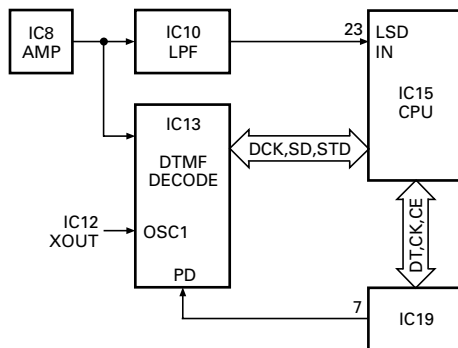 IC8
AMP
IC10
LPF
23
LSD
IN
IC15
CPU
IC13
DTMF
DECODE
DCK,SD,STD
IC12
XOUT
OSC1
PD
DT,CK,CE
7
IC19